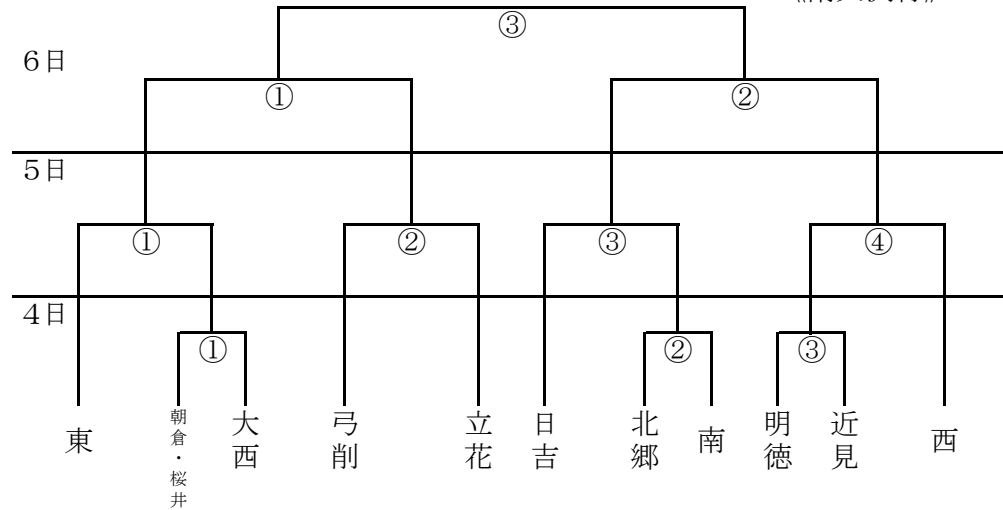 ③
6日
① ②
5日
① ② ③ ④
4日
① ② ③
東 朝倉・桜井 大西 弓削 立花 日吉 北郷 南 明徳 近見 西